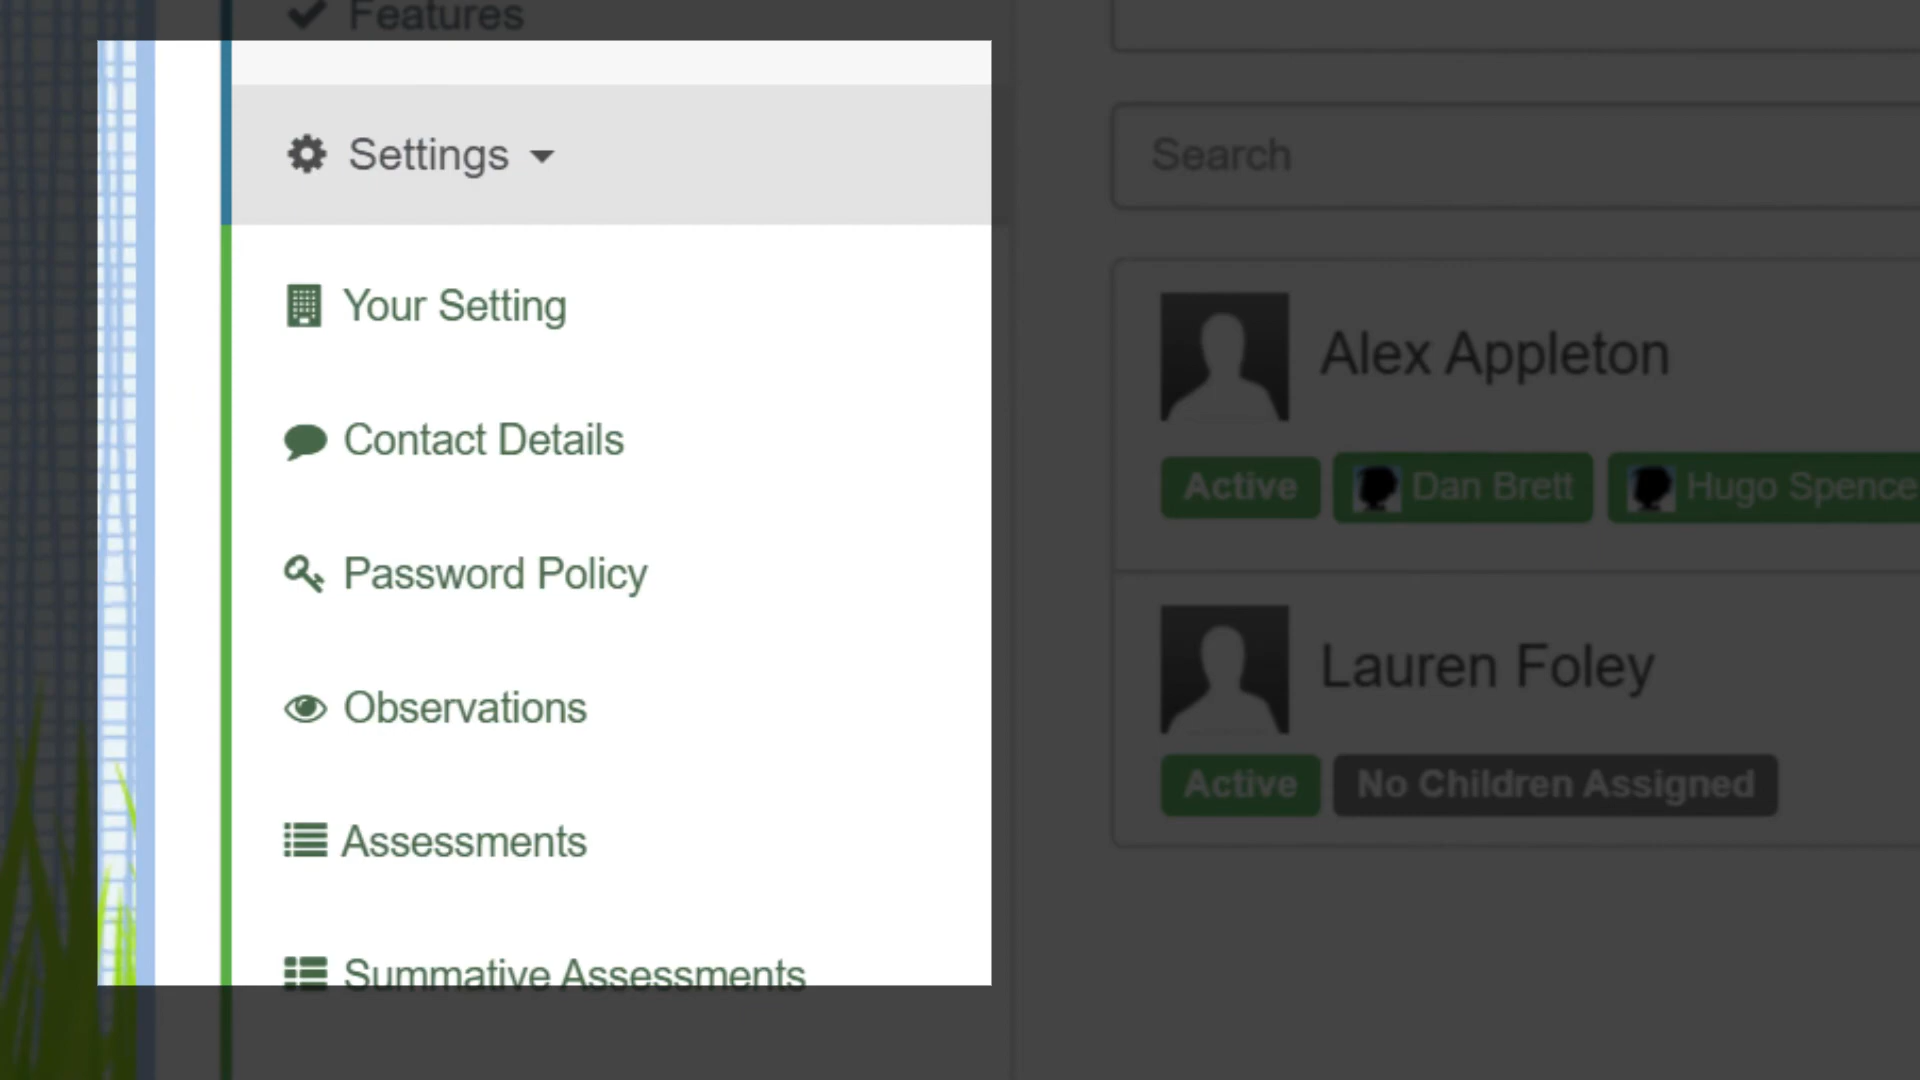 Features
Settings
Your Setting
Contact Details
Password Policy
Observations
Assessments
Summative Assessments
Search
Alex Appleton
Active Dan Brett Hugo Spence
Lauren Foley
Active No Children Assigned